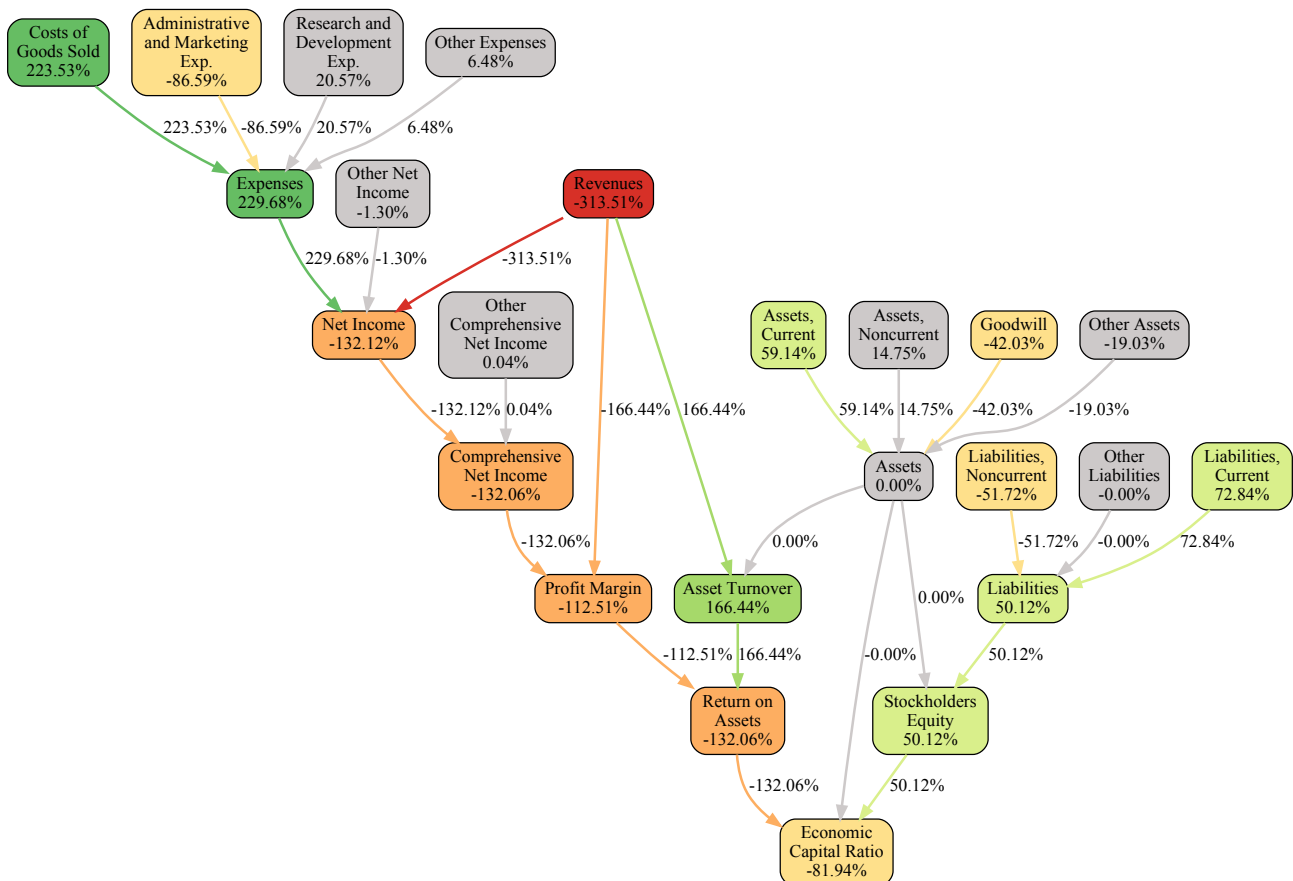 Costs of
Goods Sold
223.53%
Administrative
and Marketing
Exp.
-86.59%
Research and
Development
Exp.
20.57%
Other Expenses
6.48%
223.53%
-86.59%
20.57%
6.48%
Expenses
229.68%
Other Net
Income
-1.30%
Revenues
-313.51%
229.68%
-1.30%
-313.51%
Net Income
-132.12%
Other
Comprehensive
Net Income
0.04%
Assets,
Current
59.14%
Assets,
Noncurrent
14.75%
Goodwill
-42.03%
Other Assets
-19.03%
-132.12%
0.04%
-166.44%
166.44%
59.14%
14.75%
-42.03%
-19.03%
Comprehensive
Net Income
-132.06%
Assets
0.00%
Liabilities,
Noncurrent
-51.72%
Other
Liabilities
-0.00%
Liabilities,
Current
72.84%
-132.06%
0.00%
-51.72%
-0.00%
72.84%
Profit Margin
-112.51%
Asset Turnover
166.44%
0.00%
Liabilities
50.12%
-112.51%
166.44%
-0.00%
50.12%
Return on
Assets
-132.06%
Stockholders
Equity
50.12%
-132.06%
50.12%
Economic
Capital Ratio
-81.94%